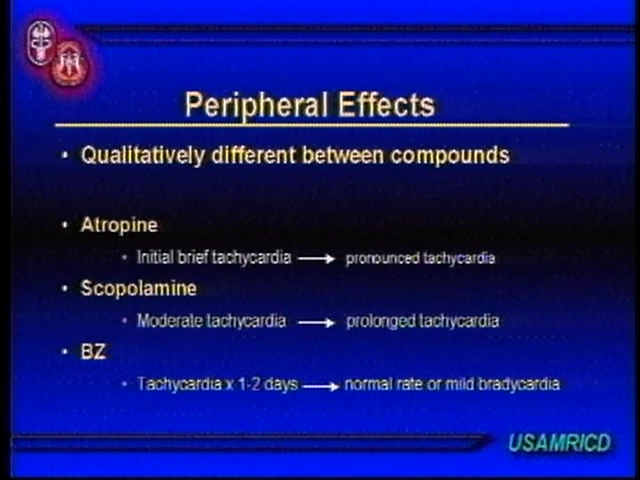 Peripheral Effects
• Qualitatively different between compounds
• Atropine
• Initial brief tachycardia → pronounced tachycardia
• Scopolamine
• Moderate tachycardia → prolonged tachycardia
• BZ
• Tachycardia x 1-2 days → normal rate or mild bradycardia
USAMRICD